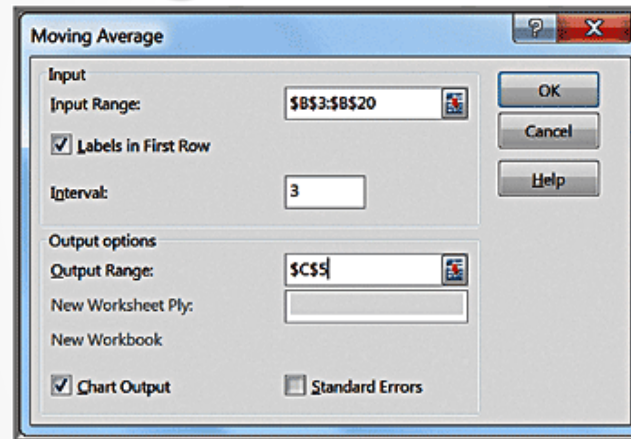 Moving Average
Input
Input Range: $B$3:$B$20
Labels in First Row
Interval: 3
OK
Cancel
Help
Output options
Output Range: $C$5
New Worksheet Ply:
New Workbook
Chart Output Standard Errors